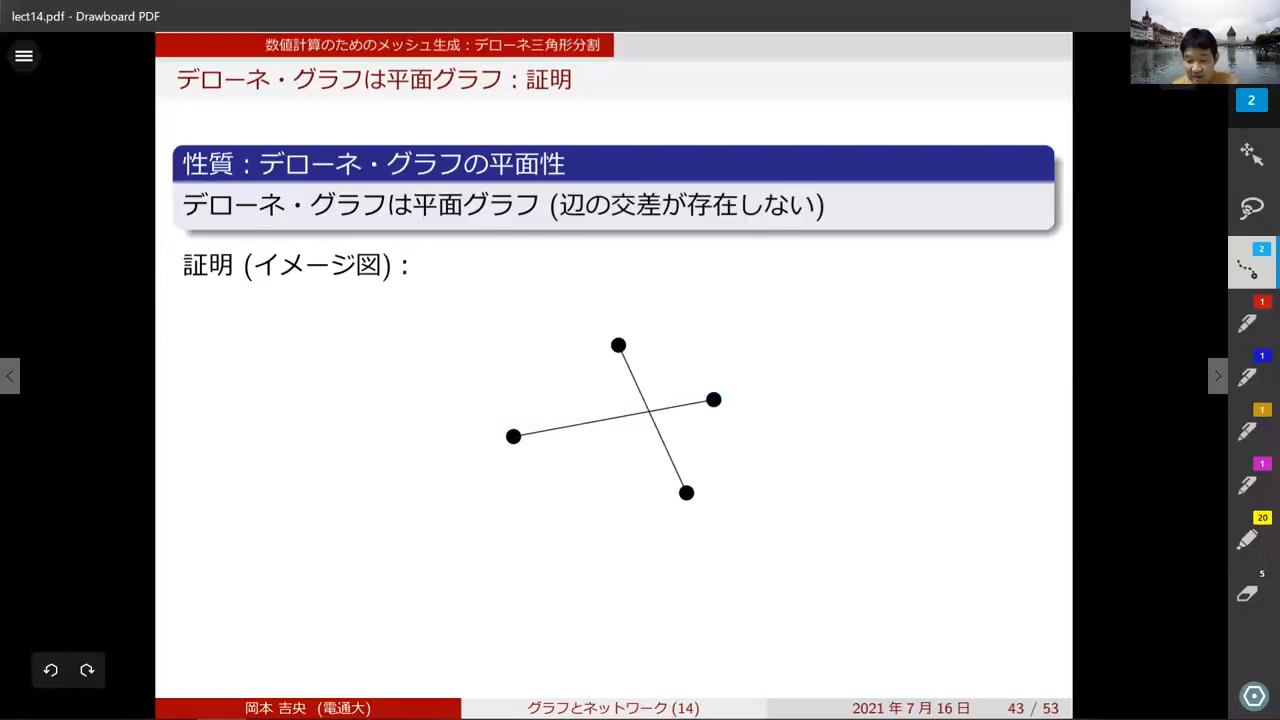 lect14.pdf - Drawboard PDF
数値計算のためのメッシュ生成：デローネ三角形分割
デローネ・グラフは平面グラフ：証明
性質：デローネ・グラフの平面性
デローネ・グラフは平面グラフ (辺の交差が存在しない)
証明 (イメージ図)：
2
2
1
1
1
1
20
5
岡本 吉央 (電通大)
グラフとネットワーク (14)
2021 年 7 月 16 日
43 / 53